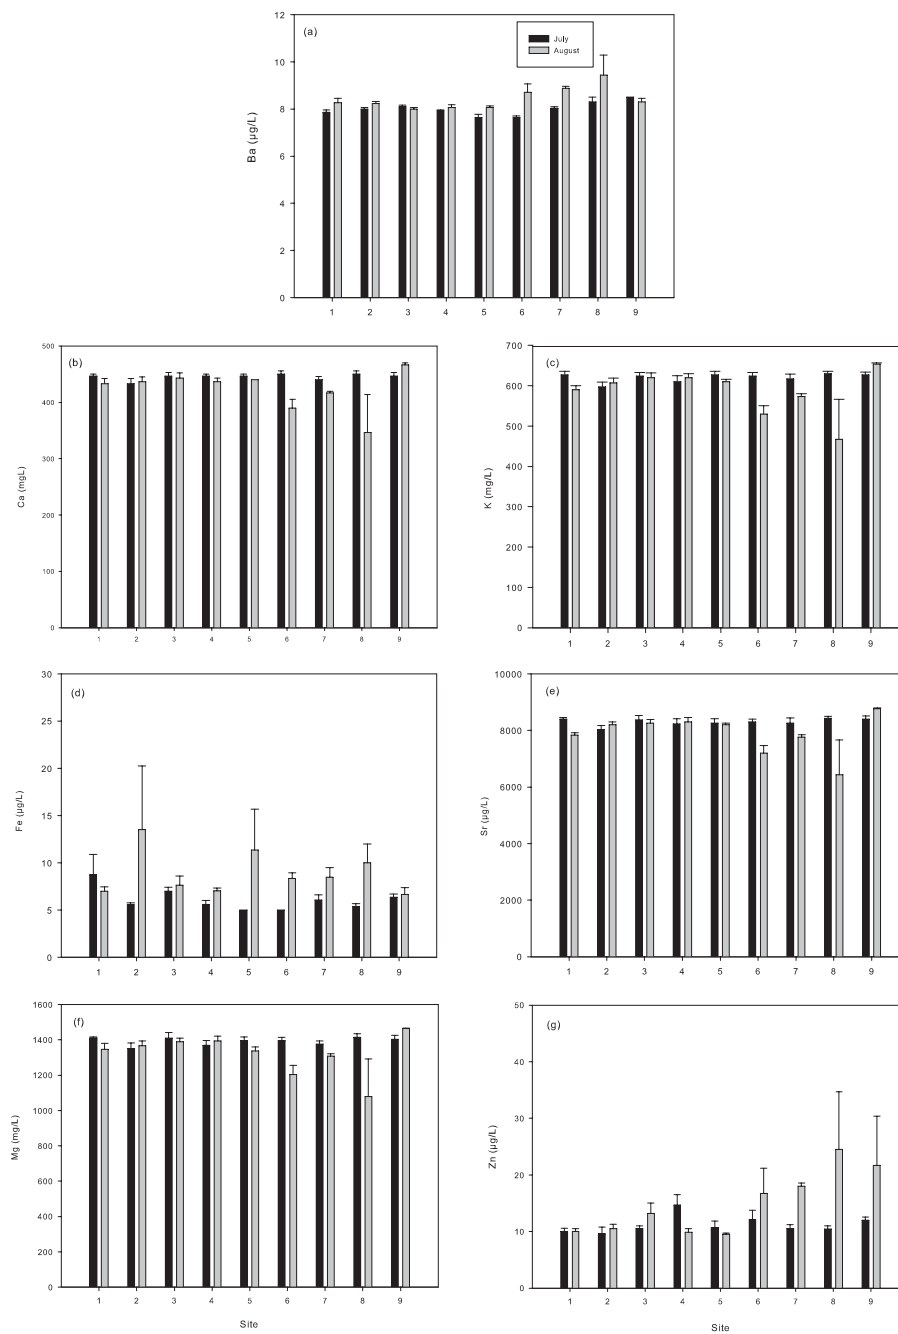 (a)
July
August
12
10
8
6
4
2
0
Ba (µg/L)
1 2 3 4 5 6 7 8 9
(b)
500
400
300
200
100
0
Ca (mgL)
1 2 3 4 5 6 7 8 9
(c)
700
600
500
400
300
200
100
0
K (mg/L)
1 2 3 4 5 6 7 8 9
(d)
30
25
20
15
10
5
0
Fe (µg/L)
1 2 3 4 5 6 7 8 9
(e)
10000
8000
6000
4000
2000
0
Sr (µg/L)
1 2 3 4 5 6 7 8 9
(f)
1600
1400
1200
1000
800
600
400
200
0
Mg (mg/L)
1 2 3 4 5 6 7 8 9
Site
(g)
50
40
30
20
10
0
Zn (µg/L)
1 2 3 4 5 6 7 8 9
Site